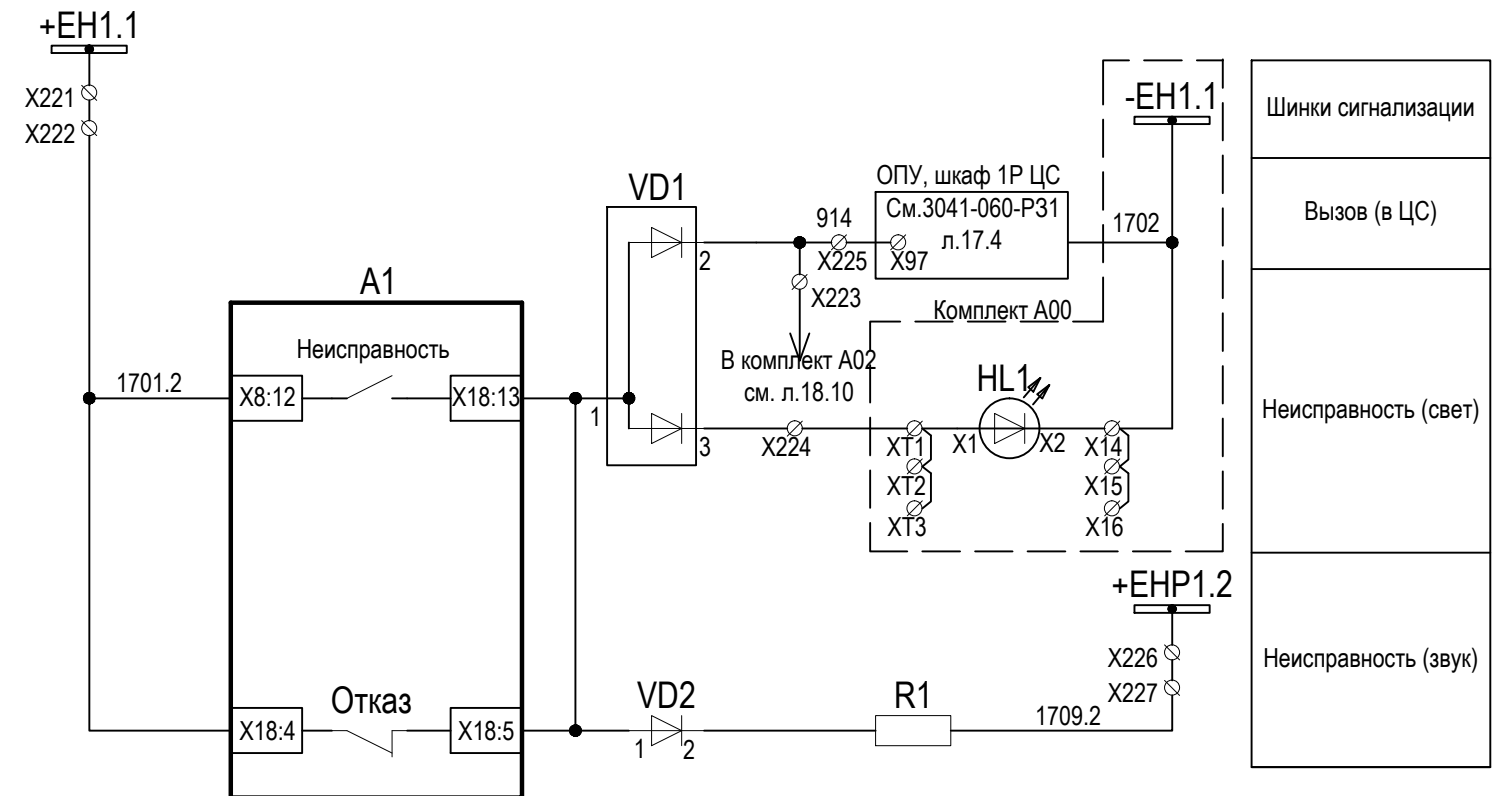 +EH1.1
X221
X222
1701.2
A1
Неисправность
X8:12
X18:13
Отказ
X18:4
X18:5
VD1
1
2
3
914
X225
X223
В комплект А02
см. л.18.10
X224
ОПУ, шкаф 1Р ЦС
См.3041-060-РЗ1
л.17.4
X97
1702
-EH1.1
Комплект А00
HL1
XT1
XT2
XT3
X1
X2
X14
X15
X16
VD2
1
2
R1
1709.2
+EHP1.2
X226
X227
Шинки сигнализации
Вызов (в ЦС)
Неисправность (свет)
Неисправность (звук)